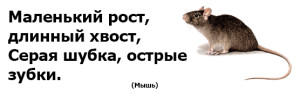 Маленький рост,
длинный хвост,
Серая шубка, острые
зубки.
(Мышь)